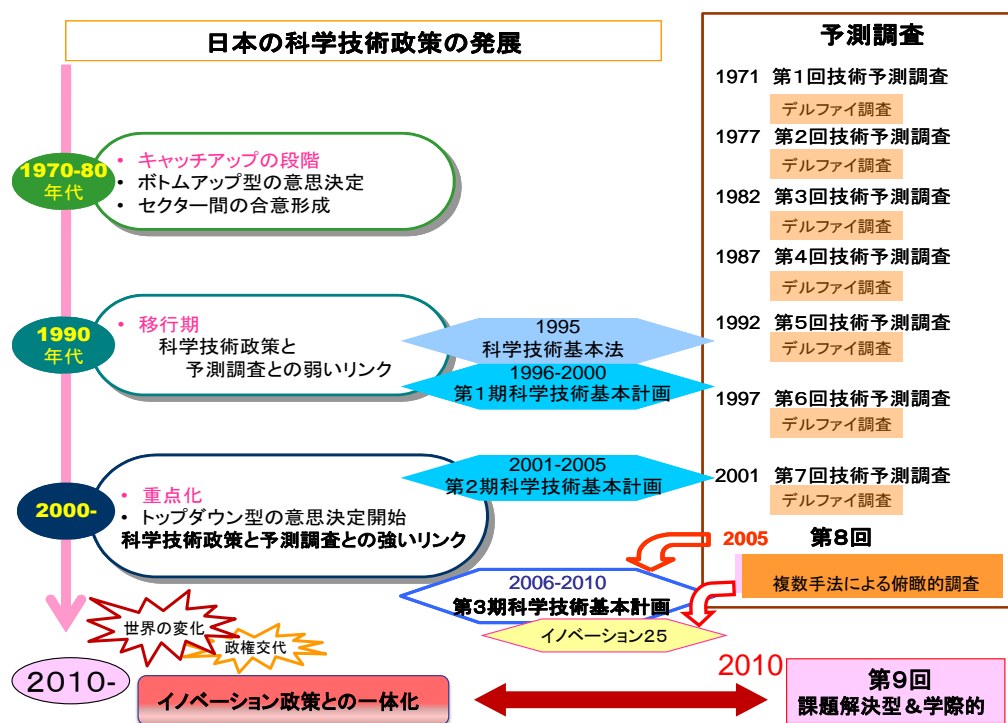 日本の科学技術政策の発展
1970-80
年代
・ キャッチアップの段階
・ ボトムアップ型の意思決定
・ セクター間の合意形成
1990
年代
・ 移行期
科学技術政策と
予測調査との弱いリンク
1995
科学技術基本法
1996-2000
第1期科学技術基本計画
2000-
・ 重点化
・ トップダウン型の意思決定開始
科学技術政策と予測調査との強いリンク
2001-2005
第2期科学技術基本計画
2006-2010
第3期科学技術基本計画
イノベーション25
世界の変化
政権交代
2010-
イノベーション政策との一体化
予測調査
1971 第1回技術予測調査
デルファイ調査
1977 第2回技術予測調査
デルファイ調査
1982 第3回技術予測調査
デルファイ調査
1987 第4回技術予測調査
デルファイ調査
1992 第5回技術予測調査
デルファイ調査
1997 第6回技術予測調査
デルファイ調査
2001 第7回技術予測調査
デルファイ調査
2005 第8回
複数手法による俯瞰的調査
2010
第9回
課題解決型&学際的